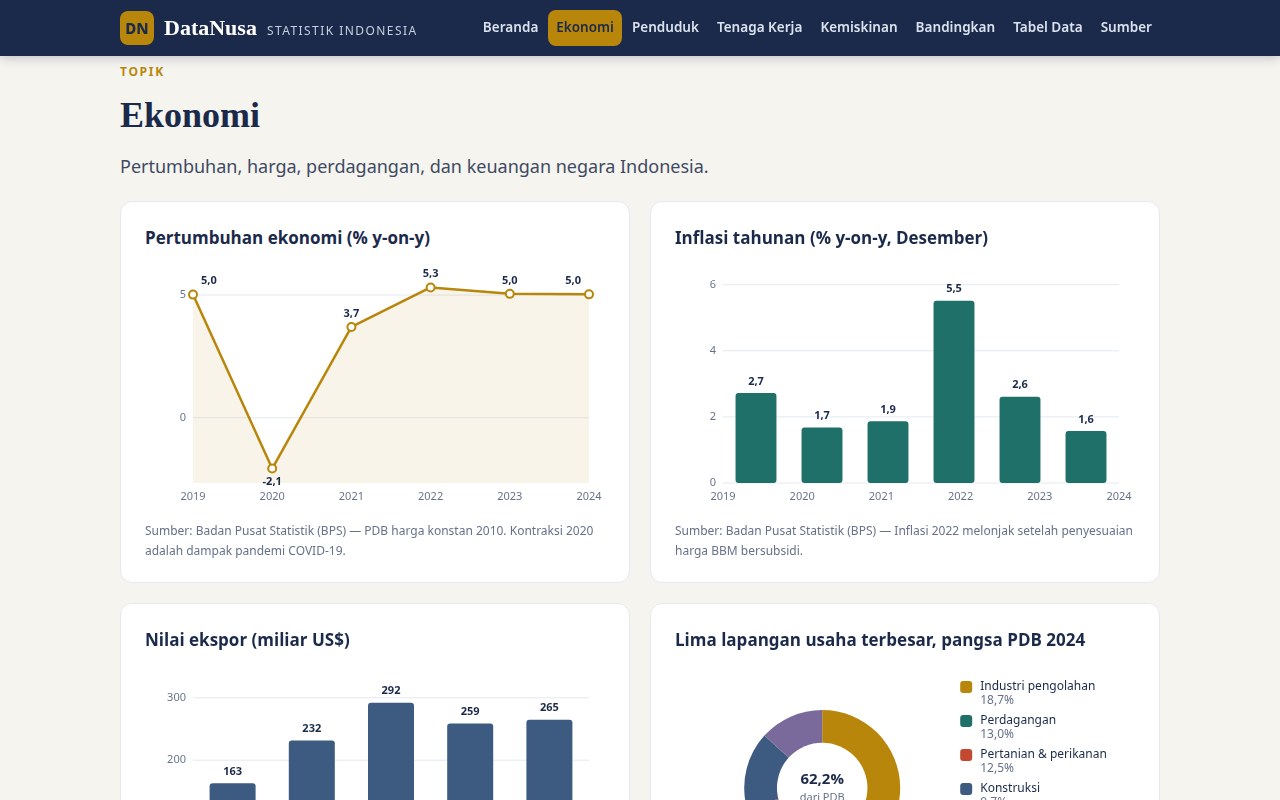 DN DataNusa STATISTIK INDONESIA Beranda Ekonomi Penduduk Tenaga Kerja Kemiskinan Bandingkan Tabel Data Sumber
TOPIK
Ekonomi
Pertumbuhan, harga, perdagangan, dan keuangan negara Indonesia.
Pertumbuhan ekonomi (% y-on-y)
5,0
5,3
5,0
5,0
5
3,7
0
-2,1
2019 2020 2021 2022 2023 2024
Sumber: Badan Pusat Statistik (BPS) — PDB harga konstan 2010. Kontraksi 2020
adalah dampak pandemi COVID-19.
Inflasi tahunan (% y-on-y, Desember)
6
5,5
4
2,7
2,6
2
1,7
1,9
1,6
0
2019 2020 2021 2022 2023 2024
Sumber: Badan Pusat Statistik (BPS) — Inflasi 2022 melonjak setelah penyesuaian
harga BBM bersubsidi.
Nilai ekspor (miliar US$)
300
292
259
265
232
200
163
Lima lapangan usaha terbesar, pangsa PDB 2024
62,2%
dari PDB
Industri pengolahan
18,7%
Perdagangan
13,0%
Pertanian & perikanan
12,5%
Konstruksi